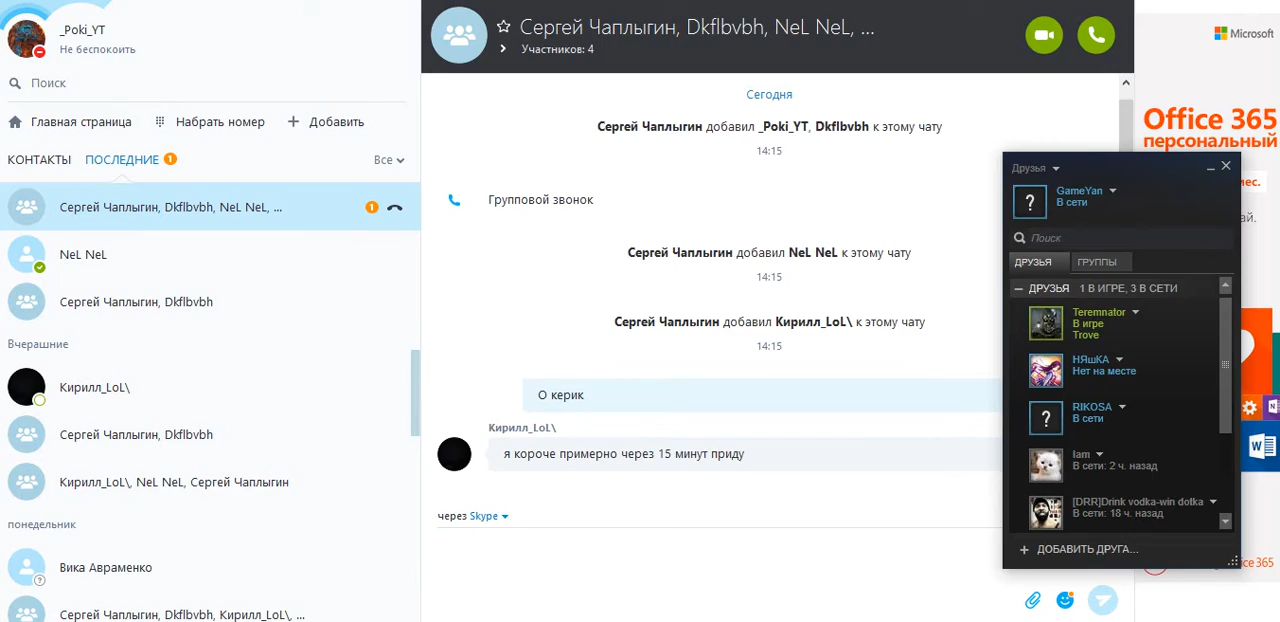 _Poki_YT
Не беспокоить
Поиск
Главная страница
Набрать номер
Добавить
КОНТАКТЫ
ПОСЛЕДНИЕ 1
Все
Сергей Чаплыгин, Dkflbvbh, NeL NeL, ...
1
NeL NeL
Сергей Чаплыгин, Dkflbvbh
Вчерашние
Кирилл_LoL\
Сергей Чаплыгин, Dkflbvbh
Кирилл_LoL\, NeL NeL, Сергей Чаплыгин
понедельник
Вика Авраменко
Сергей Чаплыгин, Dkflbvbh, Кирилл_LoL\, ...
Сергей Чаплыгин, Dkflbvbh, NeL NeL, ...
Участников: 4
Сегодня
Сергей Чаплыгин добавил _Poki_YT, Dkflbvbh к этому чату
14:15
Групповой звонок
Сергей Чаплыгин добавил NeL NeL к этому чату
14:15
Сергей Чаплыгин добавил Кирилл_LoL\ к этому чату
14:15
О керик
Кирилл_LoL\
я короче примерно через 15 минут приду
через Skype
Microsoft
Office 365
персональный
ес.
ай.
Друзья
GameYan
В сети
Поиск
ДРУЗЬЯ
ГРУППЫ
ДРУЗЬЯ 1 В ИГРЕ, 3 В СЕТИ
Teremnator
В игре
Trove
НЯшКА
Нет на месте
RIKOSA
В сети
Iam
В сети: 2 ч. назад
[DRR]Drink vodka-win dotka
В сети: 18 ч. назад
+ ДОБАВИТЬ ДРУГА...
ce 365